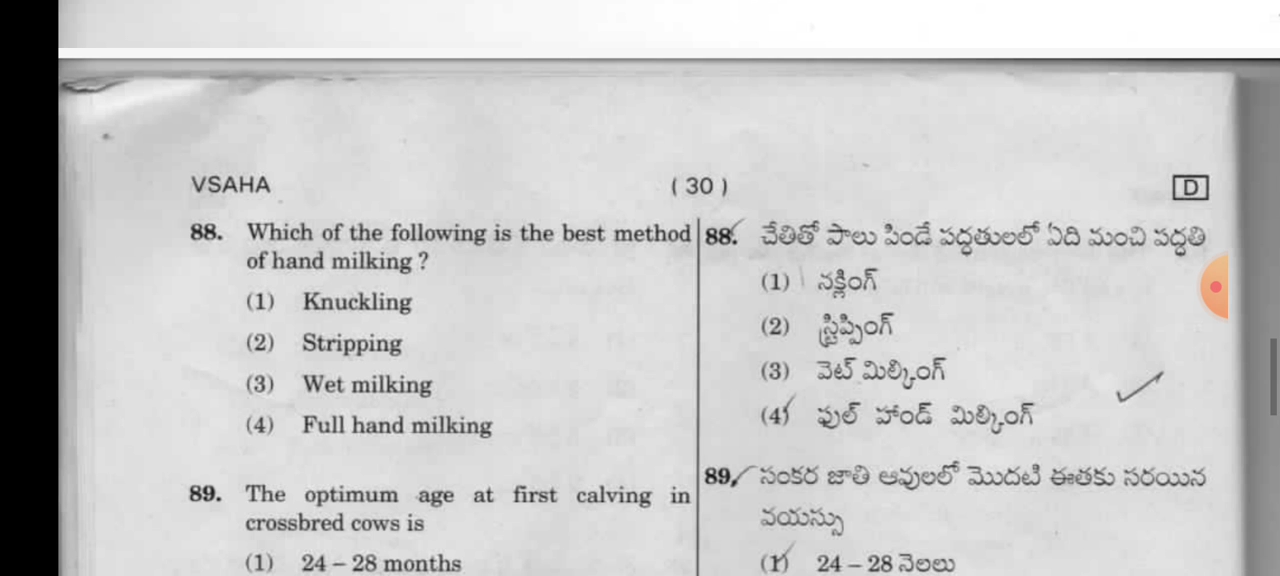 VSAHA
( 30 )
D
88. Which of the following is the best method
of hand milking ?
(1) Knuckling
(2) Stripping
(3) Wet milking
(4) Full hand milking
89. The optimum age at first calving in
crossbred cows is
(1) 24 – 28 months
88. చేతితో పాలు పిండే పద్ధతులలో ఏది మంచి పద్ధతి
(1) నక్లింగ్
(2) స్ట్రిప్పింగ్
(3) వెట్ మిల్కింగ్
(4) ఫుల్ హాండ్ మిల్కింగ్
89. సంకర జాతి ఆవులలో మొదటి ఈతకు సరయిన
వయస్సు
(1) 24 – 28 నెలలు